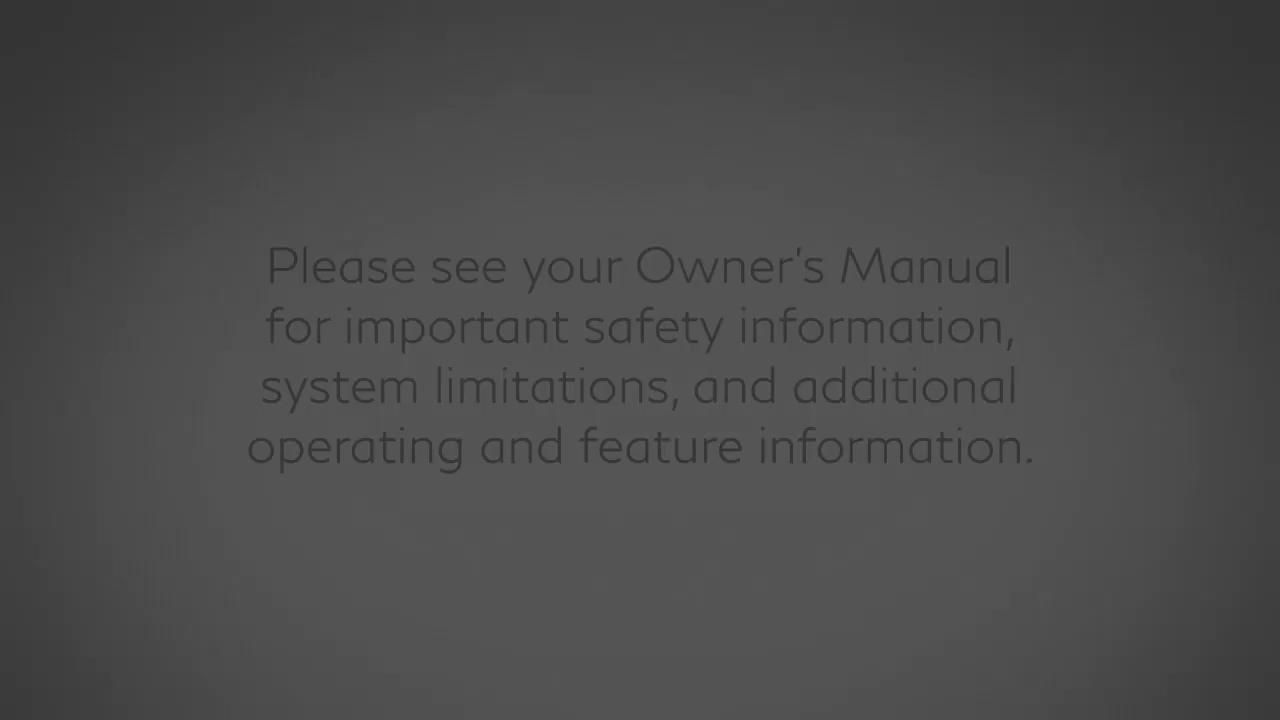 Please see your Owner's Manual
for important safety information,
system limitations, and additional
operating and feature information.